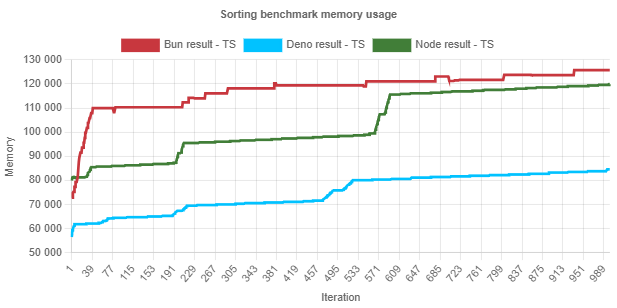 Sorting benchmark memory usage
Bun result - TS Deno result - TS Node result - TS
130 000
120 000
110 000
100 000
90 000
80 000
70 000
60 000
50 000
Memory
1 39 77 115 153 191 229 267 305 343 381 419 457 495 533 571 609 647 685 723 761 799 837 875 913 951 989
Iteration